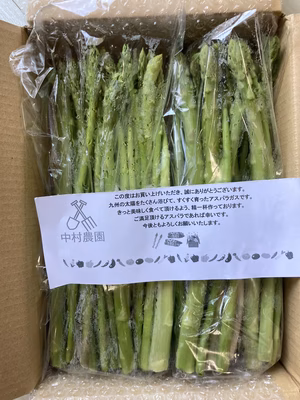 この度はお買い上げいただき、誠にありがとうございます。
九州の太陽をたくさん浴びて、すくすく育ったアスパラガスです。
きっと美味しく食べて頂けるよう、精一杯作っております。
ご満足頂けるアスパラであれば幸いです。
今後ともよろしくお願いいたします。
中村農園